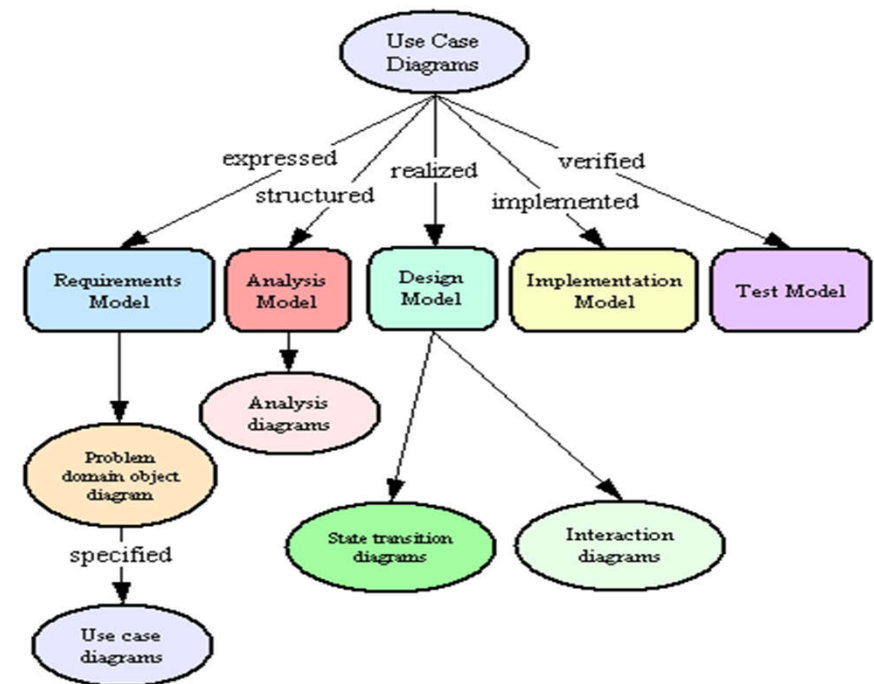 Use Case
Diagrams
expressed
structured
realized
implemented
verified
Requirements
Model
Analysis
Model
Design
Model
Implementation
Model
Test Model
Analysis
diagrams
Problem
domain object
diagram
specified
State transition
diagrams
Interaction
diagrams
Use case
diagrams